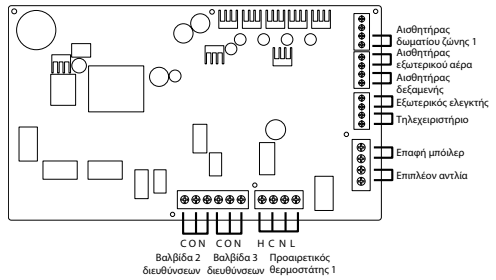 Αισθητήρας
δωματίου ζώνης 1
Αισθητήρας
εξωτερικού αέρα
Αισθητήρας
δεξαμενής
Εξωτερικός ελεγκτής
Τηλεχειριστήριο
Επαφή μπόιλερ
Επιπλέον αντλία
C O N C O N H C N L
Βαλβίδα 2 Βαλβίδα 3 Προαιρετικός
διευθύνσεων διευθύνσεων θερμοστάτης 1